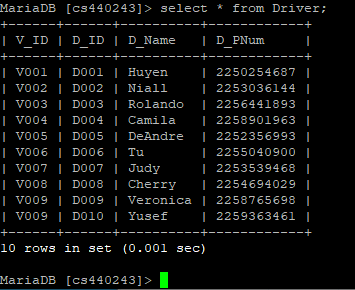 MariaDB [cs440243]> select * from Driver;
+------+------+----------+------------+
| V_ID | D_ID | D_Name   | D_PNum     |
+------+------+----------+------------+
| V001 | D001 | Huyen    | 2250254687 |
| V002 | D002 | Niall    | 2253036144 |
| V003 | D003 | Rolando  | 2256441893 |
| V004 | D004 | Camila   | 2258901963 |
| V005 | D005 | DeAndre  | 2252356993 |
| V006 | D006 | Tu       | 2255040900 |
| V007 | D007 | Judy     | 2253539468 |
| V008 | D008 | Cherry   | 2254694029 |
| V009 | D009 | Veronica | 2258765698 |
| V009 | D010 | Yusef    | 2259363461 |
+------+------+----------+------------+
10 rows in set (0.001 sec)
MariaDB [cs440243]>